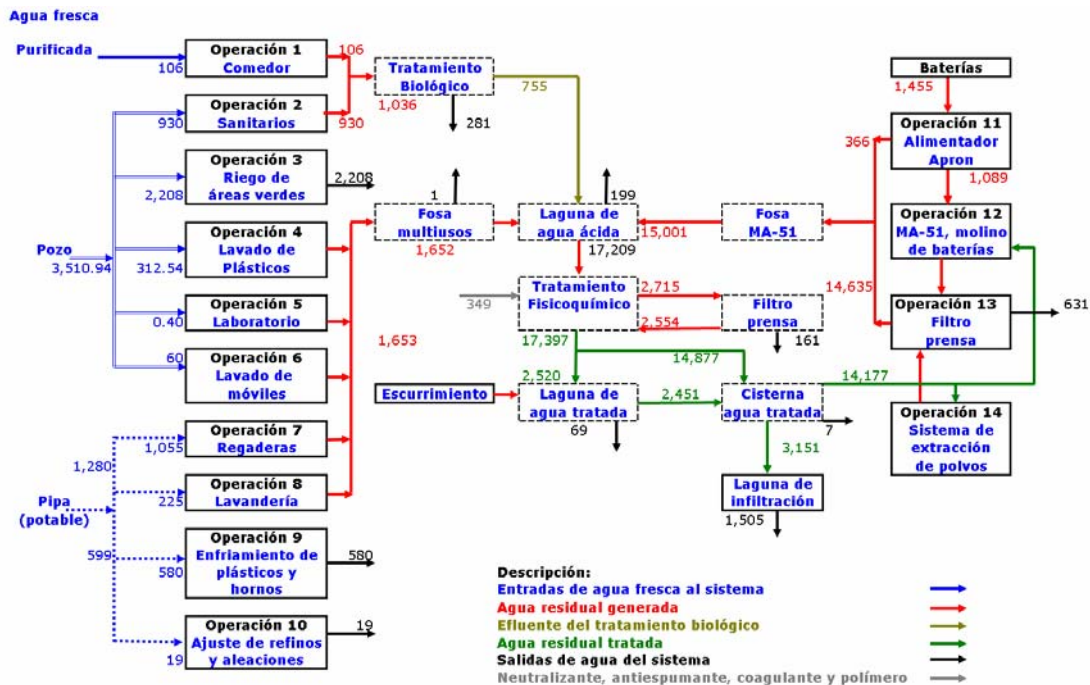 Agua fresca
Purificada
106
Operación 1
Comedor
106
930
Operación 2
Sanitarios
930
2,208
Operación 3
Riego de
áreas verdes
2,208
Pozo
3,510.94
312.54
Operación 4
Lavado de
Plásticos
0.40
Operación 5
Laboratorio
60
Operación 6
Lavado de
móviles
1,055
Operación 7
Regaderas
1,280
Pipa
(potable)
225
Operación 8
Lavandería
599
580
Operación 9
Enfriamiento de
plásticos y
hornos
580
19
Operación 10
Ajuste de refinos
y aleaciones
19
Tratamiento
Biológico
1,036
755
281
1
Fosa
multiusos
1,652
1,653
199
Laguna de
agua ácida
17,209
15,001
Fosa
MA-51
349
Tratamiento
Fisicoquímico
2,715
2,554
Filtro
prensa
161
17,397
14,877
2,520
Escurrimiento
Laguna de
agua tratada
69
2,451
Cisterna
agua tratada
7
14,177
3,151
Laguna de
infiltración
1,505
Baterías
1,455
366
Operación 11
Alimentador
Apron
1,089
Operación 12
MA-51, molino
de baterías
14,635
Operación 13
Filtro
prensa
631
Operación 14
Sistema de
extracción
de polvos
Descripción:
Entradas de agua fresca al sistema
Agua residual generada
Efluente del tratamiento biológico
Agua residual tratada
Salidas de agua del sistema
Neutralizante, antiespumante, coagulante y polímero